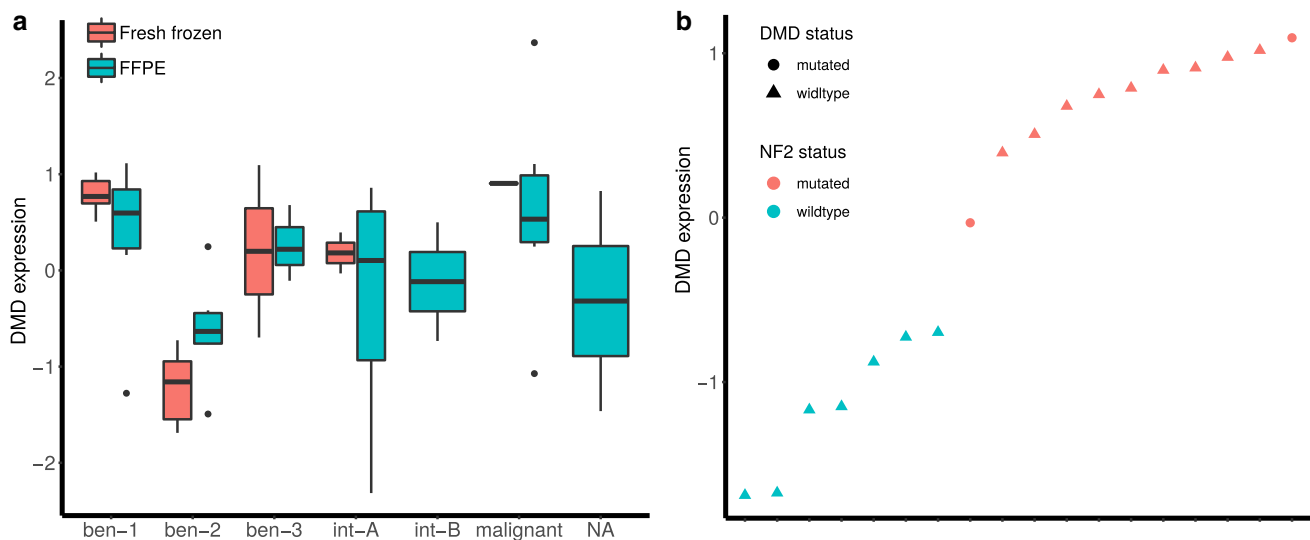 a
Fresh frozen
FFPE
DMD expression
2
1
0
−1
−2
ben−1 ben−2 ben−3 int−A int−B malignant NA
b
DMD status
mutated
widltype
NF2 status
mutated
wildtype
DMD expression
1
0
−1